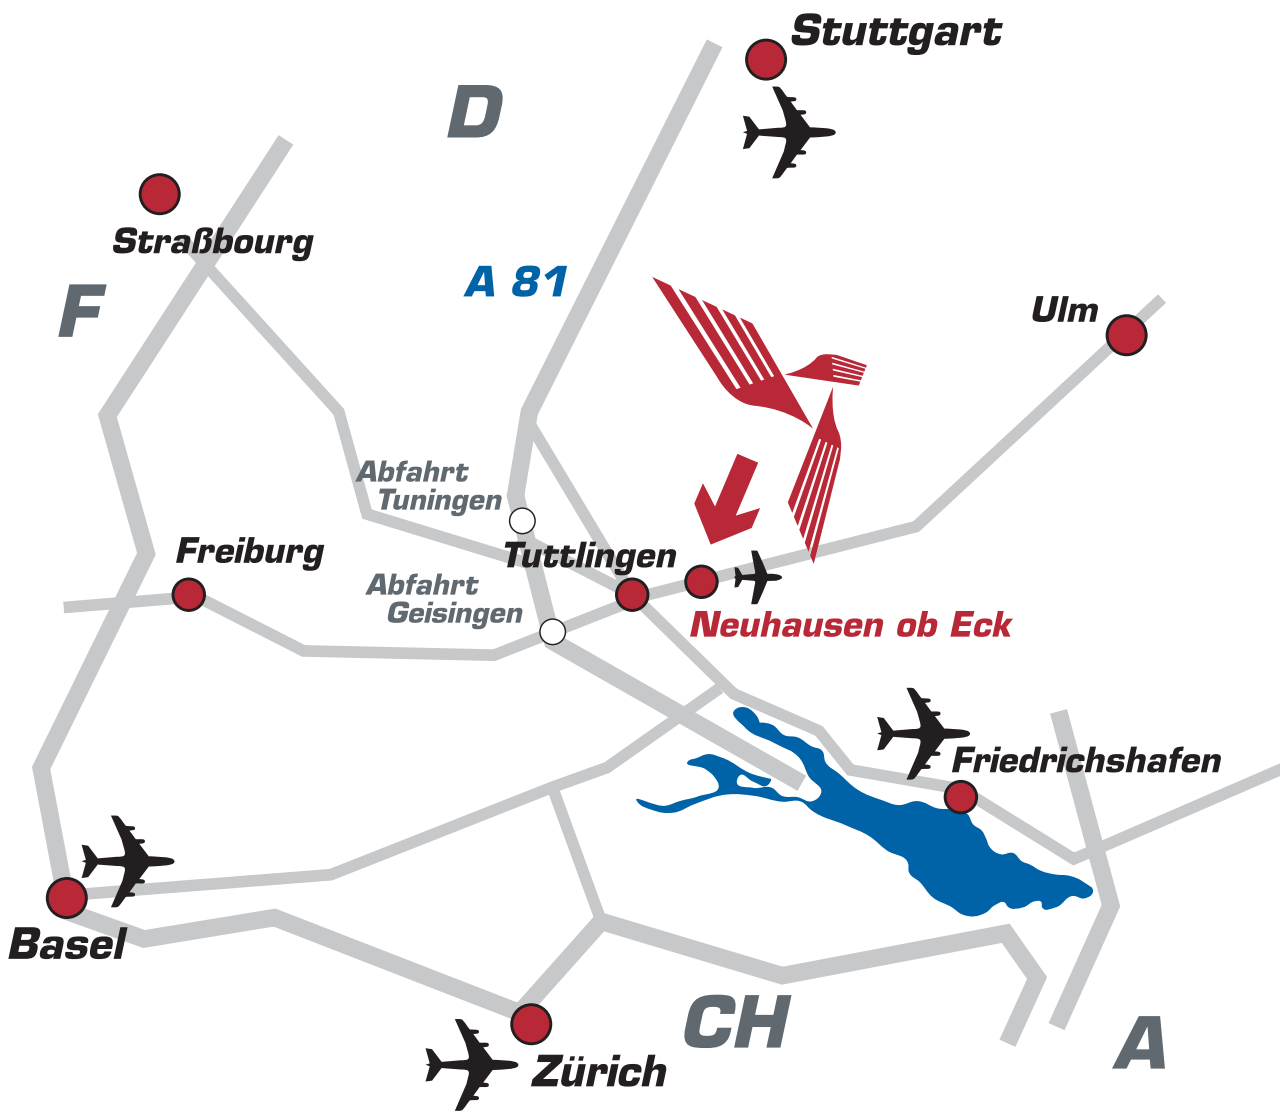 Stuttgart
D
Straßbourg
A 81
F
Ulm
Abfahrt
Tuningen
Freiburg
Tuttlingen
Abfahrt
Geisingen
Neuhausen ob Eck
Friedrichshafen
Basel
CH
A
Zürich